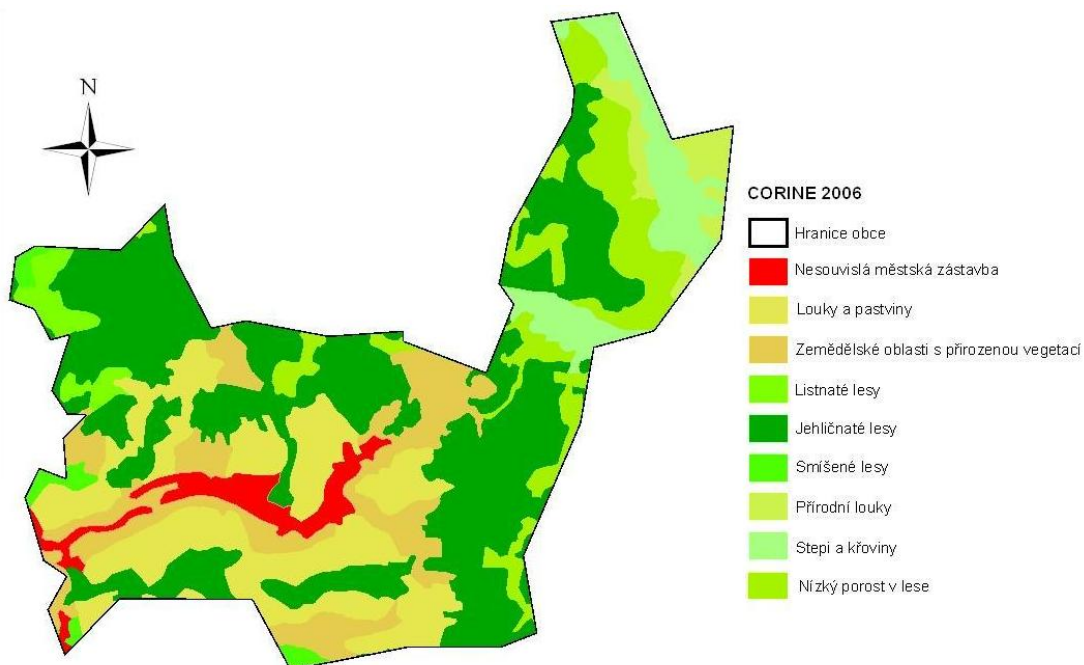 N
CORINE 2006
Hranice obce
Nesouvislá městská zástavba
Louky a pastviny
Zemědělské oblasti s přirozenou vegetací
Listnaté lesy
Jehličnaté lesy
Smíšené lesy
Přírodní louky
Stepi a křoviny
Nízký porost v lese